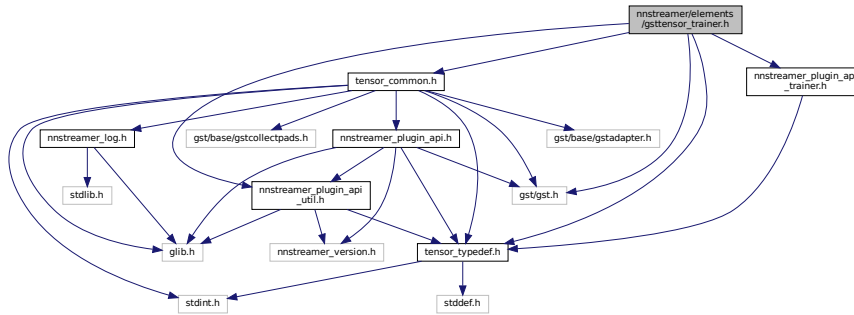 nnstreamer/elements
/gsttensor_trainer.h
tensor_common.h
nnstreamer_plugin_api
_trainer.h
nnstreamer_log.h
gst/base/gstcollectpads.h
nnstreamer_plugin_api.h
gst/base/gstadapter.h
stdlib.h
nnstreamer_plugin_api
_util.h
gst/gst.h
glib.h
nnstreamer_version.h
tensor_typedef.h
stdint.h
stddef.h